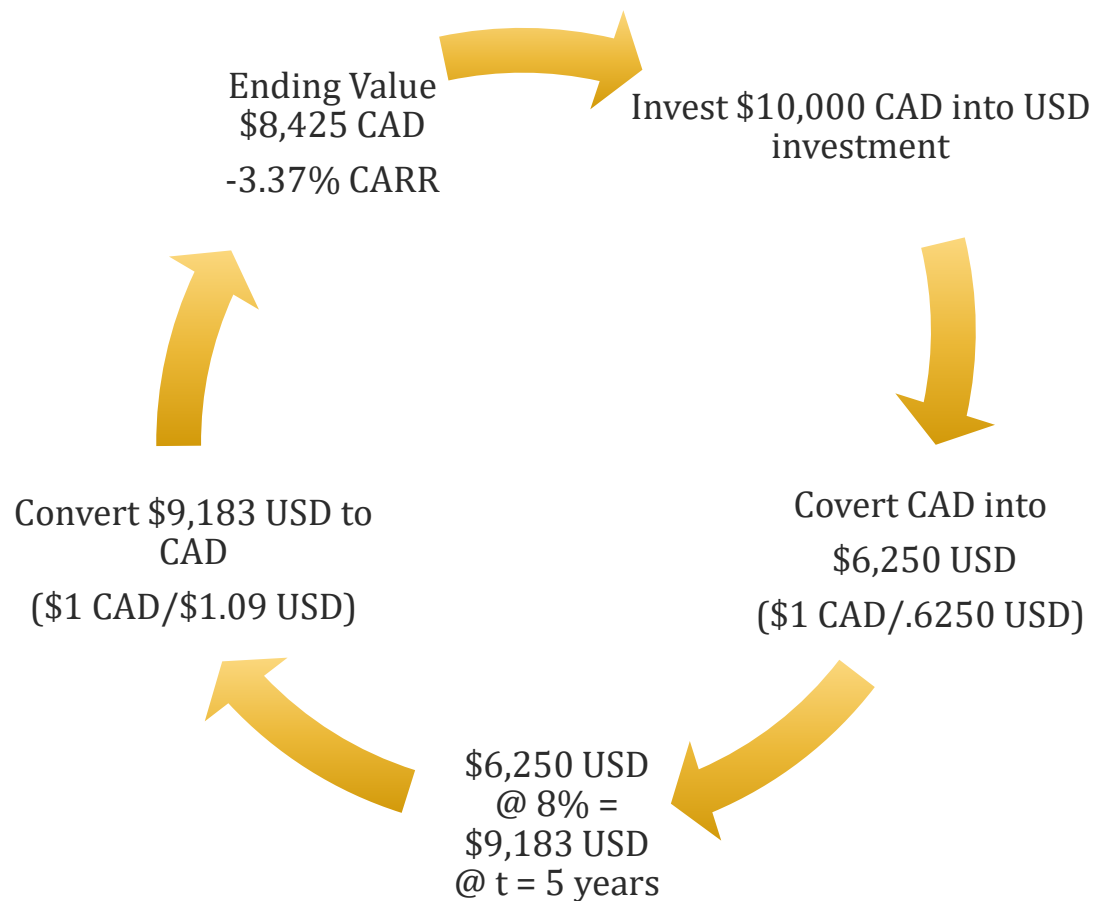 Invest $10,000 CAD into USD
investment
Covert CAD into
$6,250 USD
($1 CAD/.6250 USD)
$6,250 USD
@ 8% =
$9,183 USD
@ t = 5 years
Convert $9,183 USD to
CAD
($1 CAD/$1.09 USD)
Ending Value
$8,425 CAD
-3.37% CARR